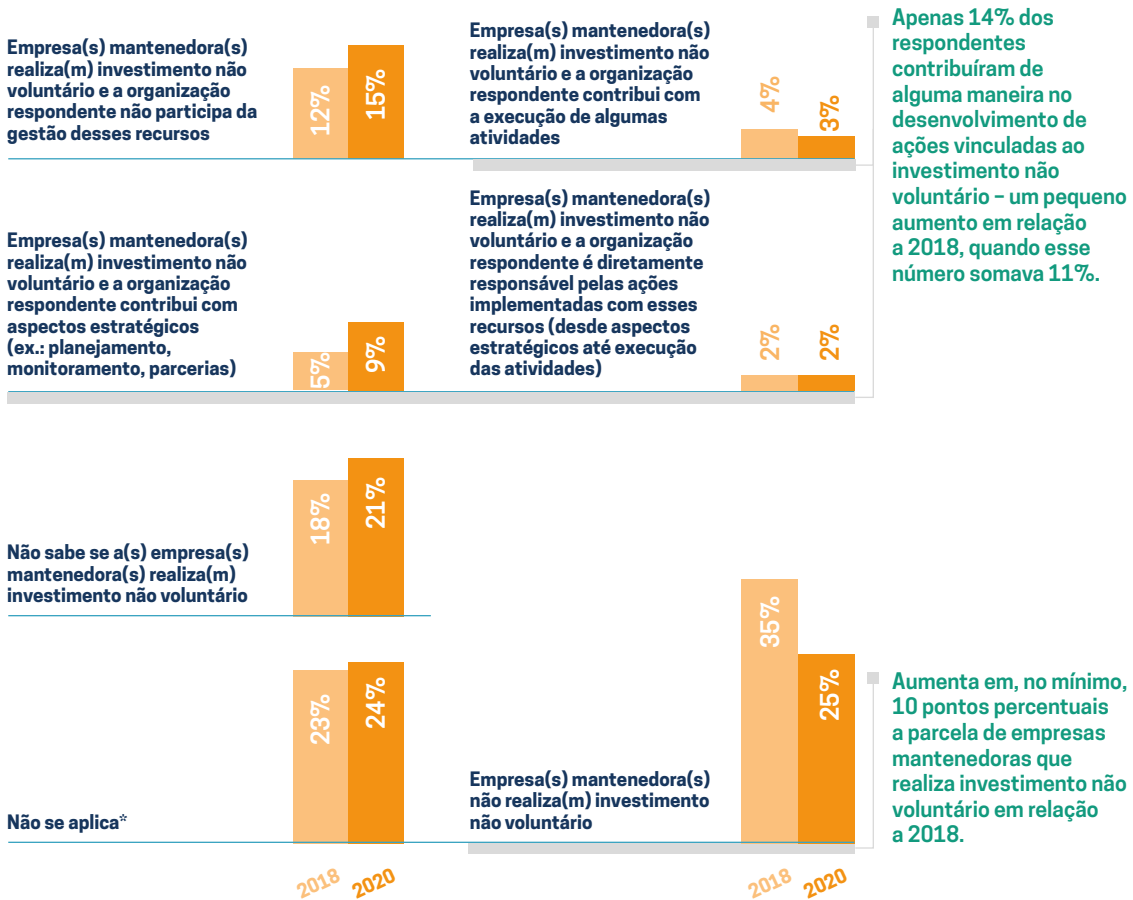 Empresa(s) mantenedora(s)
realiza(m) investimento não
voluntário e a organização
respondente não participa da
gestão desses recursos
12%
15%
Empresa(s) mantenedora(s)
realiza(m) investimento não
voluntário e a organização
respondente contribui com
a execução de algumas
atividades
4%
3%
Apenas 14% dos
respondentes
contribuíram de
alguma maneira no
desenvolvimento de
ações vinculadas ao
investimento não
voluntário – um pequeno
aumento em relação
a 2018, quando esse
número somava 11%.
Empresa(s) mantenedora(s)
realiza(m) investimento não
voluntário e a organização
respondente contribui com
aspectos estratégicos
(ex.: planejamento,
monitoramento, parcerias)
5%
9%
Empresa(s) mantenedora(s)
realiza(m) investimento não
voluntário e a organização
respondente é diretamente
responsável pelas ações
implementadas com esses
recursos (desde aspectos
estratégicos até execução
das atividades)
2%
2%
Não sabe se a(s) empresa(s)
mantenedora(s) realiza(m)
investimento não voluntário
18%
21%
Não se aplica*
23%
24%
Empresa(s) mantenedora(s)
não realiza(m) investimento
não voluntário
35%
25%
Aumenta em, no mínimo,
10 pontos percentuais
a parcela de empresas
mantenedoras que
realiza investimento não
voluntário em relação
a 2018.
2018
2020
2018
2020